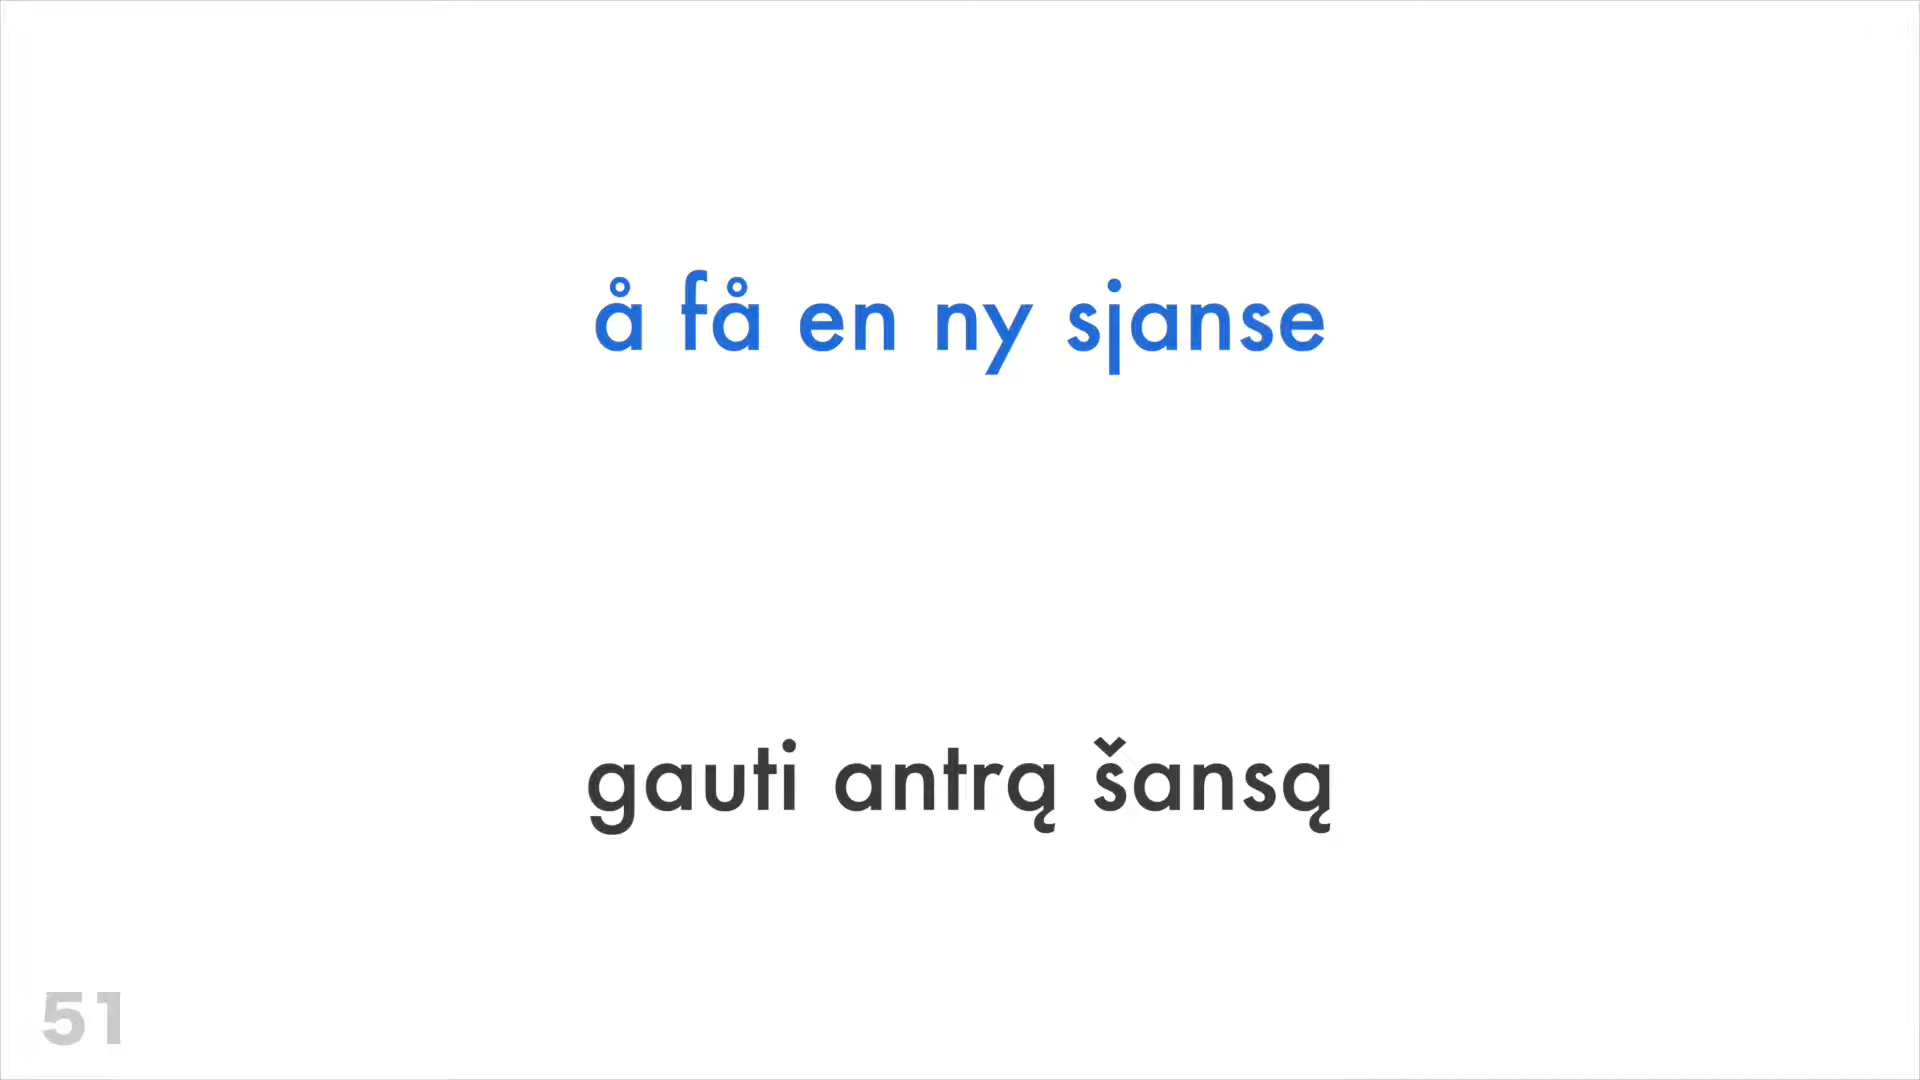 å få en ny sjanse
gauti antrą šansą
51